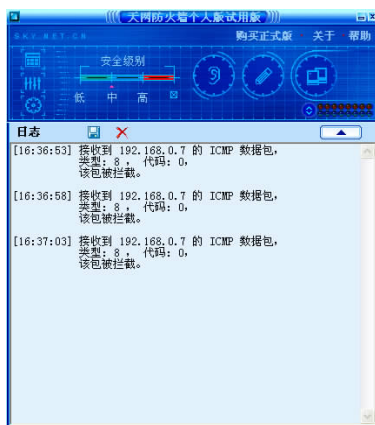 天网防火墙个人版试用版
SKY.NET.CN
购买正式版 关于 帮助
安全级别
低 中 高
日志
[16:36:53] 接收到 192.168.0.7 的 ICMP 数据包,
类型: 8 , 代码: 0,
该包被拦截。
[16:36:58] 接收到 192.168.0.7 的 ICMP 数据包,
类型: 8 , 代码: 0,
该包被拦截。
[16:37:03] 接收到 192.168.0.7 的 ICMP 数据包,
类型: 8 , 代码: 0,
该包被拦截。